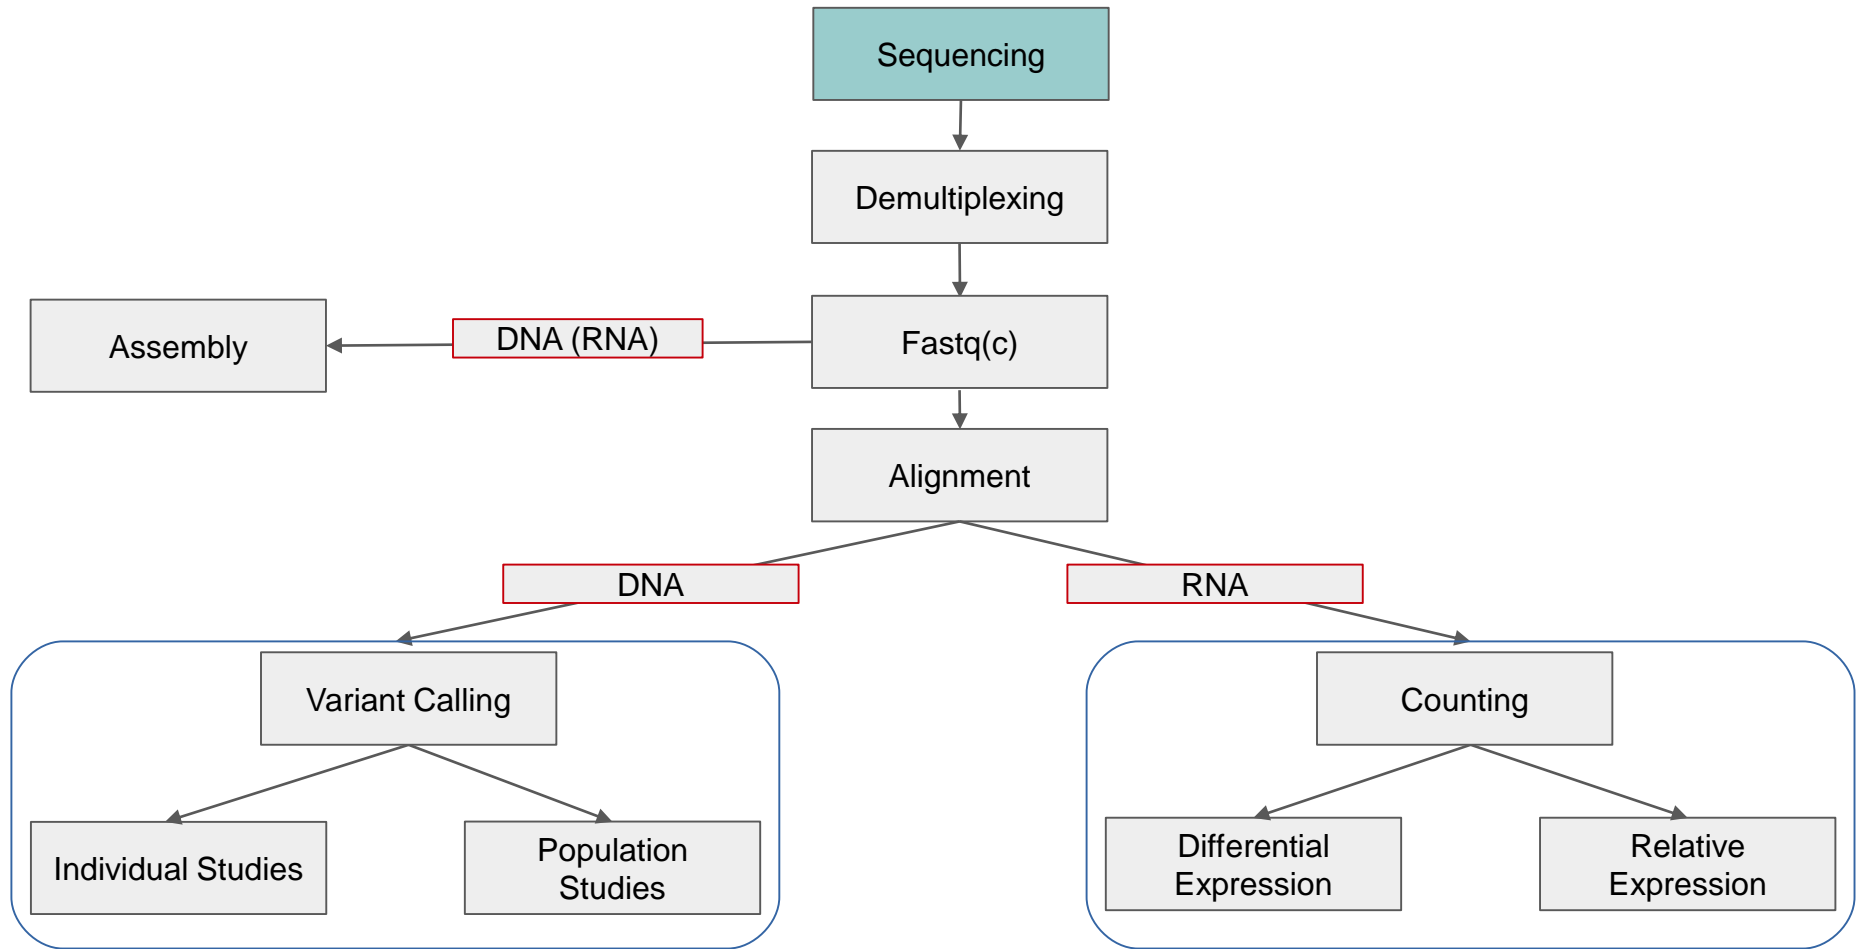 Sequencing
Demultiplexing
Assembly
DNA (RNA)
Fastq(c)
Alignment
DNA
RNA
Variant Calling
Counting
Individual Studies
Population
Studies
Differential
Expression
Relative
Expression